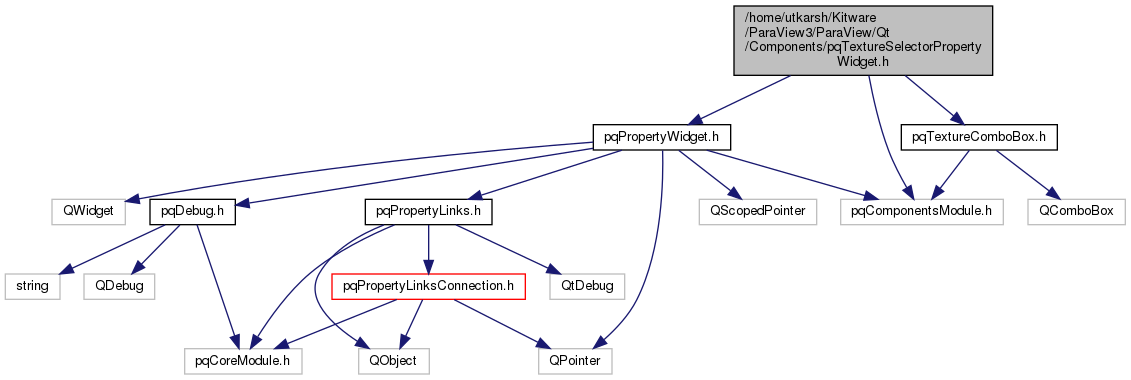 /home/utkarsh/Kitware
/ParaView3/ParaView/Qt
/Components/pqTextureSelectorProperty
Widget.h
pqPropertyWidget.h
pqTextureComboBox.h
QWidget
pqDebug.h
pqPropertyLinks.h
QScopedPointer
pqComponentsModule.h
QComboBox
string
QDebug
pqPropertyLinksConnection.h
QtDebug
pqCoreModule.h
QObject
QPointer